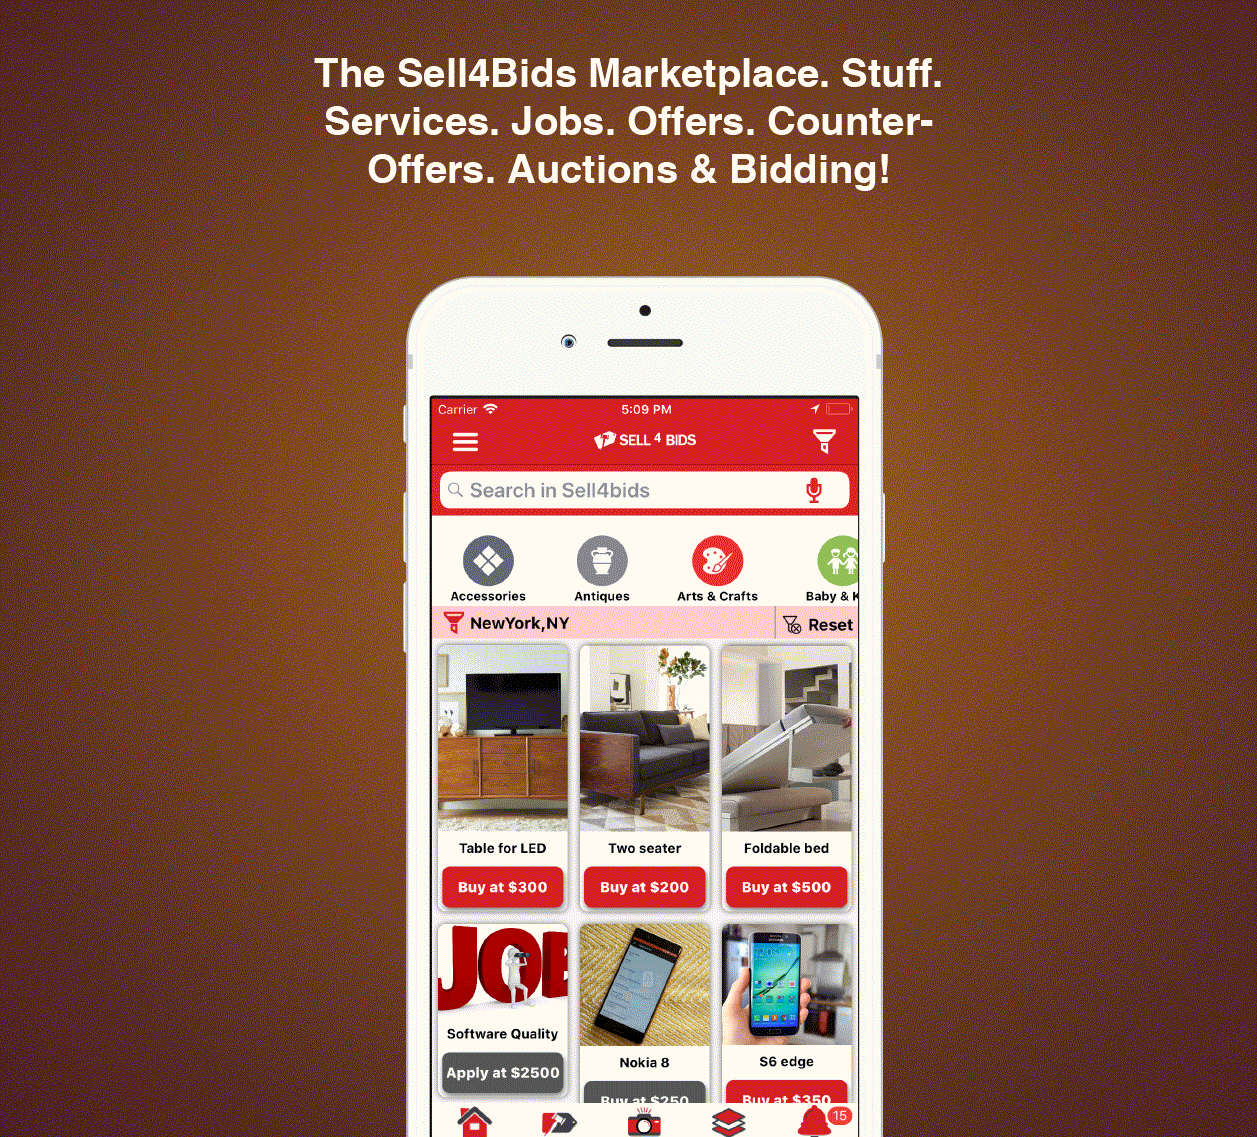 The Sell4Bids Marketplace. Stuff.
Services. Jobs. Offers. Counter-
Offers. Auctions & Bidding!
Carrier 5:09 PM
SELL 4 BIDS
Search in Sell4bids
Accessories Antiques Arts & Crafts Baby & K
NewYork,NY Reset
Table for LED Two seater Foldable bed
Buy at $300 Buy at $200 Buy at $500
JOB
Software Quality Nokia 8 S6 edge
Apply at $2500 Buy at $250 Buy at $350
15